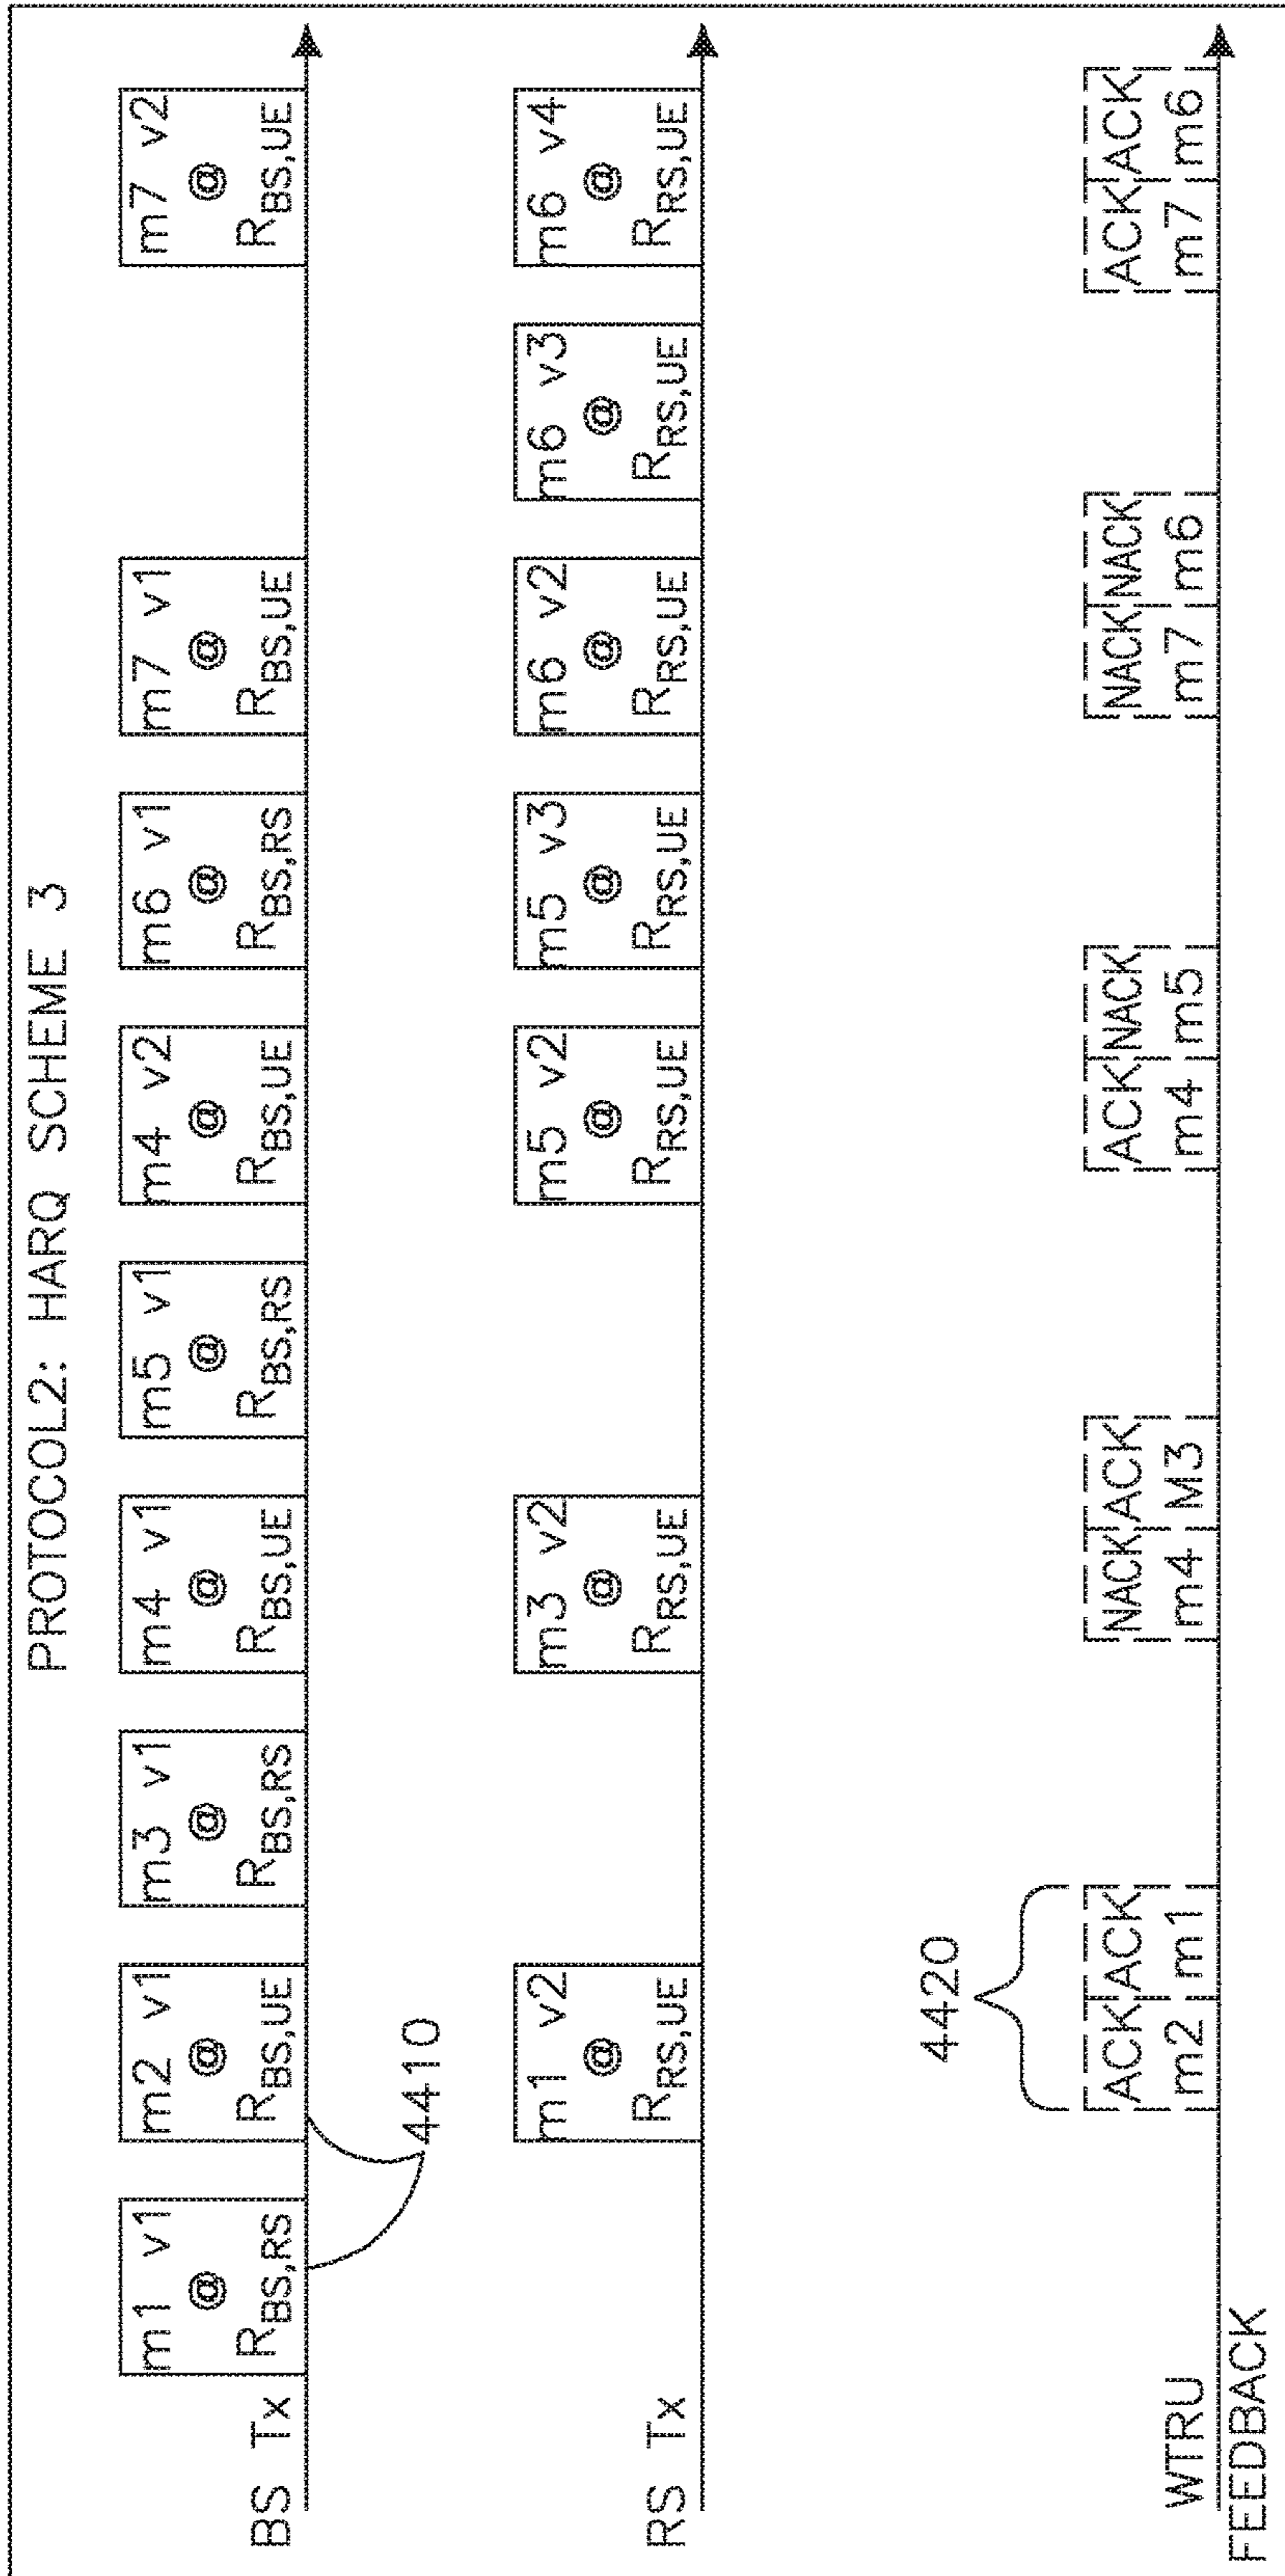 PROTOCOL2: HARQ SCHEME 3
BS Tx
m1 v1
@
RBS,RS
m2 v1
@
RBS,UE
m3 v1
@
RBS,RS
m4 v1
@
RBS,UE
m5 v1
@
RBS,RS
m4 v2
@
RBS,UE
m6 v1
@
RBS,RS
m7 v1
@
RBS,UE
m7 v2
@
RBS,UE
4410
RS Tx
m1 v2
@
RRS,UE
m3 v2
@
RRS,UE
m5 v2
@
RRS,UE
m5 v3
@
RRS,UE
m6 v2
@
RRS,UE
m6 v3
@
RRS,UE
m6 v4
@
RRS,UE
4420
WTRU
FEEDBACK
ACK ACK
m2 m1
NACK ACK
m4 M3
ACK NACK
m4 m5
NACK NACK
m7 m6
ACK ACK
m7 m6